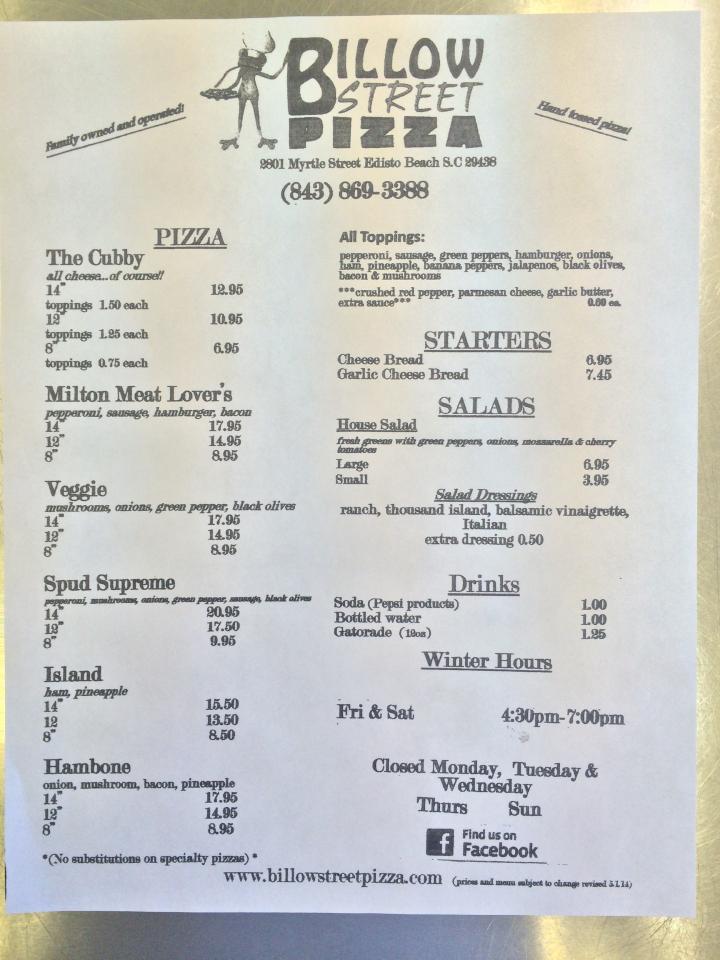 Family owned and operated!
BILLOW
STREET
PIZZA
Hand tossed pizza!
2801 Myrtle Street Edisto Beach S.C 29438
(843) 869-3388
PIZZA
The Cubby
all cheese...of course!!
14" 12.95
toppings 1.50 each
12" 10.95
toppings 1.25 each
8" 6.95
toppings 0.75 each
Milton Meat Lover's
pepperoni, sausage, hamburger, bacon
14" 17.95
12" 14.95
8" 8.95
Veggie
mushrooms, onions, green pepper, black olives
14" 17.95
12" 14.95
8" 8.95
Spud Supreme
pepperoni, mushrooms, onions, green pepper, sausage, black olives
14" 20.95
12" 17.50
8" 9.95
Island
ham, pineapple
14" 15.50
12 13.50
8" 8.50
Hambone
onion, mushroom, bacon, pineapple
14" 17.95
12" 14.95
8" 8.95
*(No substitutions on specialty pizzas) *
All Toppings:
pepperoni, sausage, green peppers, hamburger, onions,
ham, pineapple, banana peppers, jalapenos, black olives,
bacon & mushrooms
***crushed red pepper, parmesan cheese, garlic butter,
extra sauce*** 0.60 ea.
STARTERS
Cheese Bread 6.95
Garlic Cheese Bread 7.45
SALADS
House Salad
fresh greens with green peppers, onions, mozzarella & cherry
tomatoes
Large 6.95
Small 3.95
Salad Dressings
ranch, thousand island, balsamic vinaigrette,
Italian
extra dressing 0.50
Drinks
Soda (Pepsi products) 1.00
Bottled water 1.00
Gatorade (12oz) 1.25
Winter Hours
Fri & Sat 4:30pm-7:00pm
Closed Monday, Tuesday &
Wednesday
Thurs Sun
f Find us on
Facebook
www.billowstreetpizza.com (prices and menu subject to change revised 3.1.14)